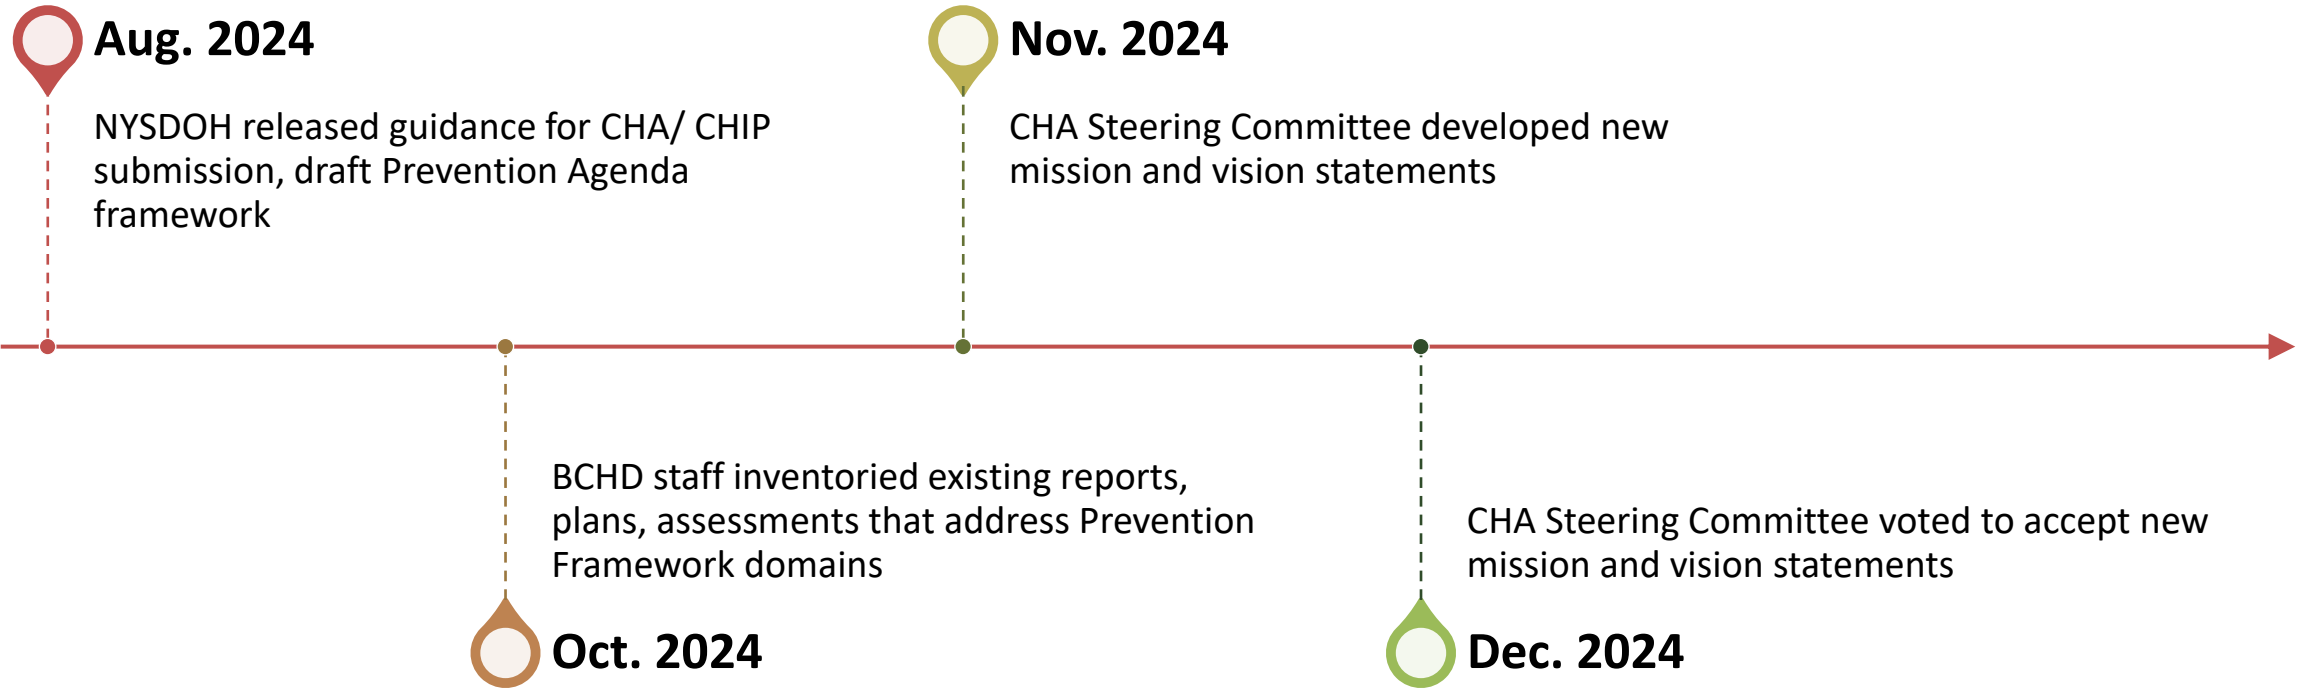 Aug. 2024
NYSDOH released guidance for CHA/ CHIP
submission, draft Prevention Agenda
framework
Nov. 2024
CHA Steering Committee developed new
mission and vision statements
BCHD staff inventoried existing reports,
plans, assessments that address Prevention
Framework domains
Oct. 2024
CHA Steering Committee voted to accept new
mission and vision statements
Dec. 2024